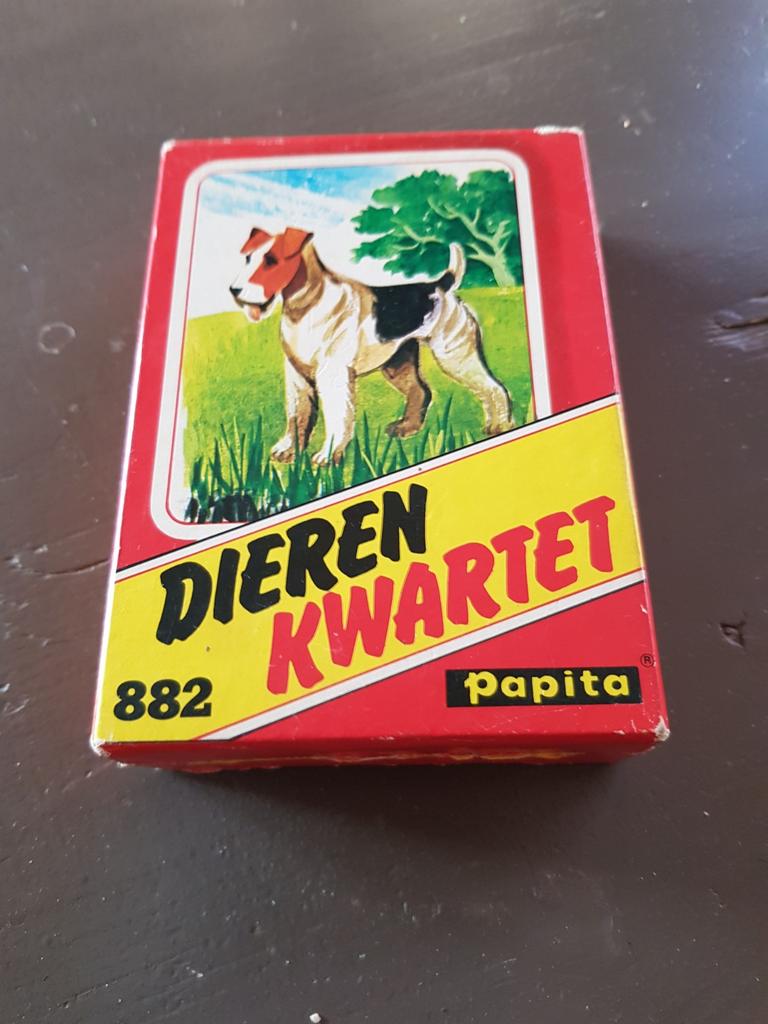 DIEREN
KWARTET
882
papita ®